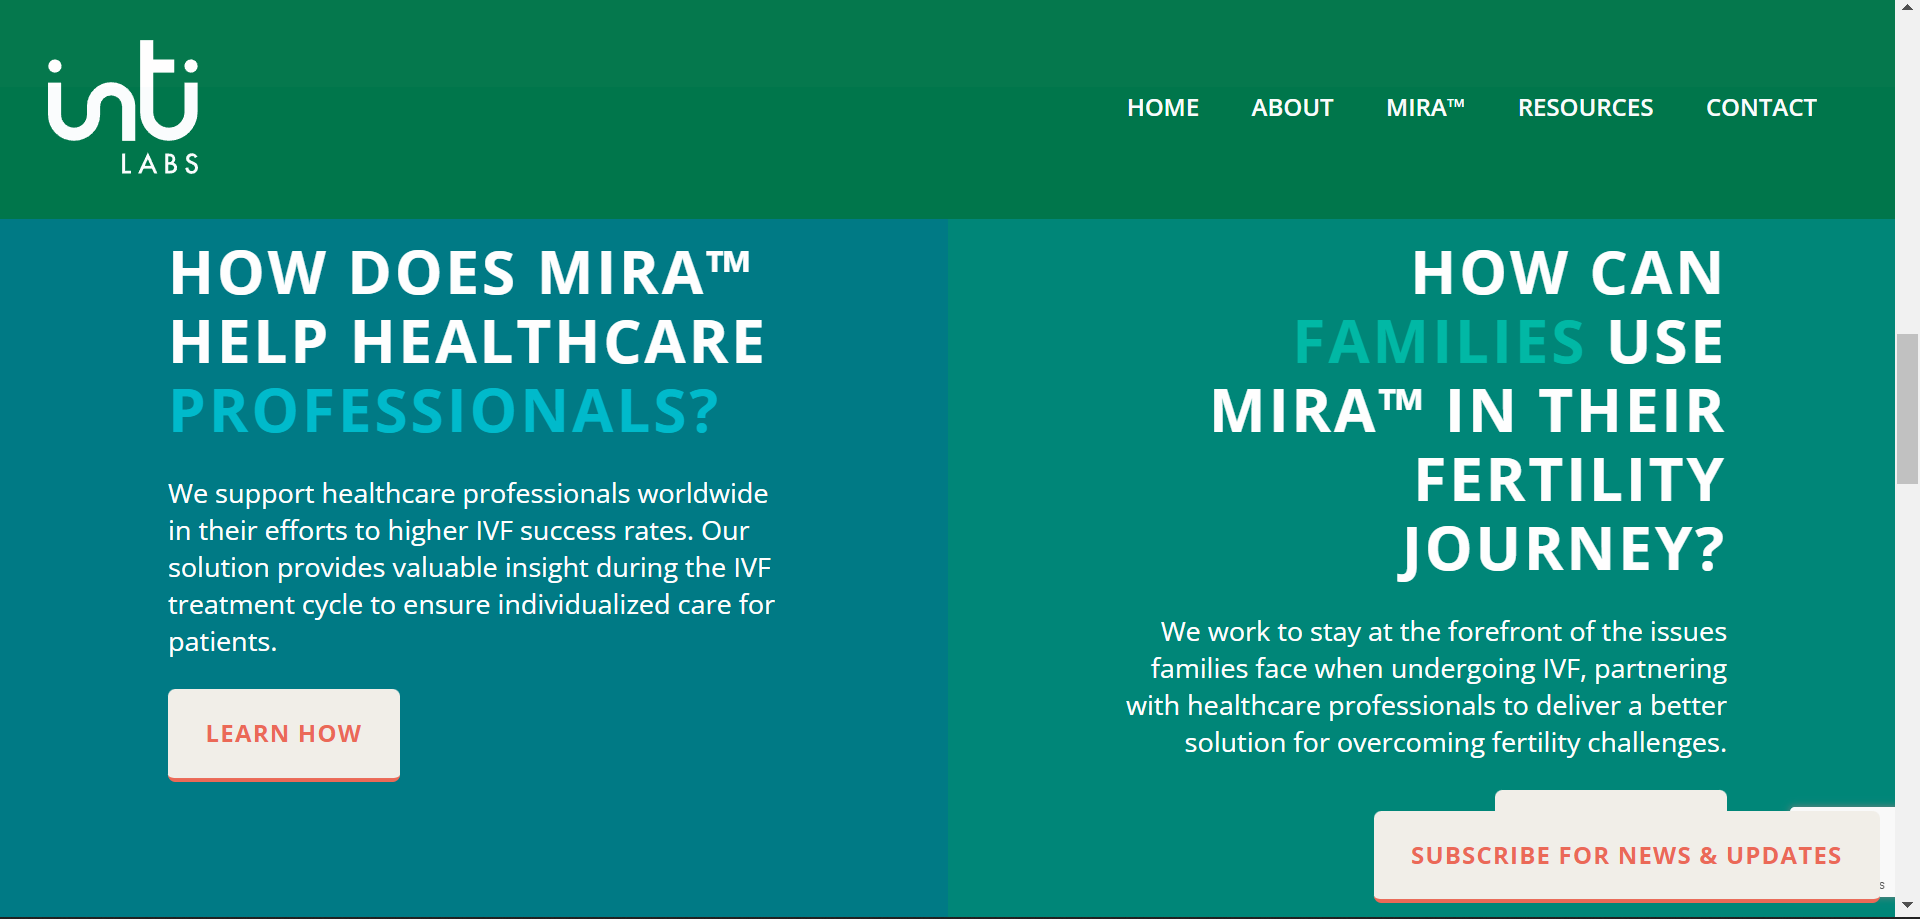 inti
LABS
HOME ABOUT MIRA™ RESOURCES CONTACT
HOW DOES MIRA™
HELP HEALTHCARE
PROFESSIONALS?
We support healthcare professionals worldwide
in their efforts to higher IVF success rates. Our
solution provides valuable insight during the IVF
treatment cycle to ensure individualized care for
patients.
LEARN HOW
HOW CAN
FAMILIES USE
MIRA™ IN THEIR
FERTILITY
JOURNEY?
We work to stay at the forefront of the issues
families face when undergoing IVF, partnering
with healthcare professionals to deliver a better
solution for overcoming fertility challenges.
SUBSCRIBE FOR NEWS & UPDATES